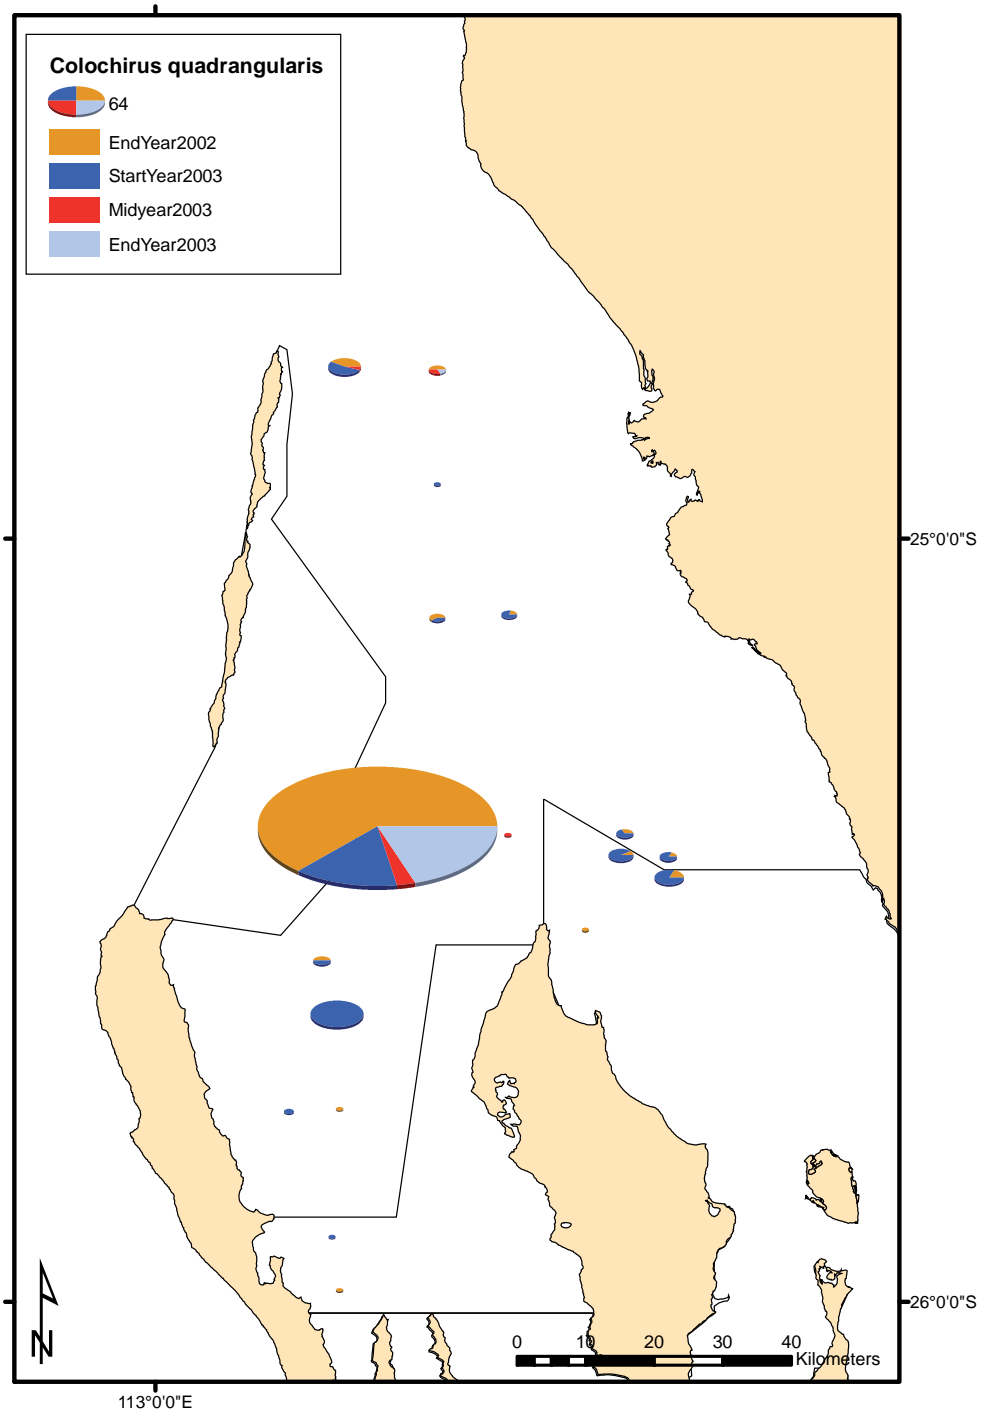 Colochirus quadrangularis
64
EndYear2002
StartYear2003
Midyear2003
EndYear2003
25°0'0"S
26°0'0"S
N
0 10 20 30 40
Kilometers
113°0'0"E